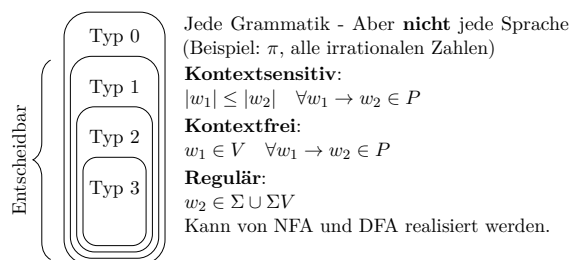 Typ 0
Typ 1
Typ 2
Typ 3
Entscheidbar
Jede Grammatik - Aber nicht jede Sprache
(Beispiel: π, alle irrationalen Zahlen)
Kontextsensitiv:
|w₁| ≤ |w₂| ∀w₁ → w₂ ∈ P
Kontextfrei:
w₁ ∈ V ∀w₁ → w₂ ∈ P
Regulär:
w₂ ∈ Σ ∪ ΣV
Kann von NFA und DFA realisiert werden.